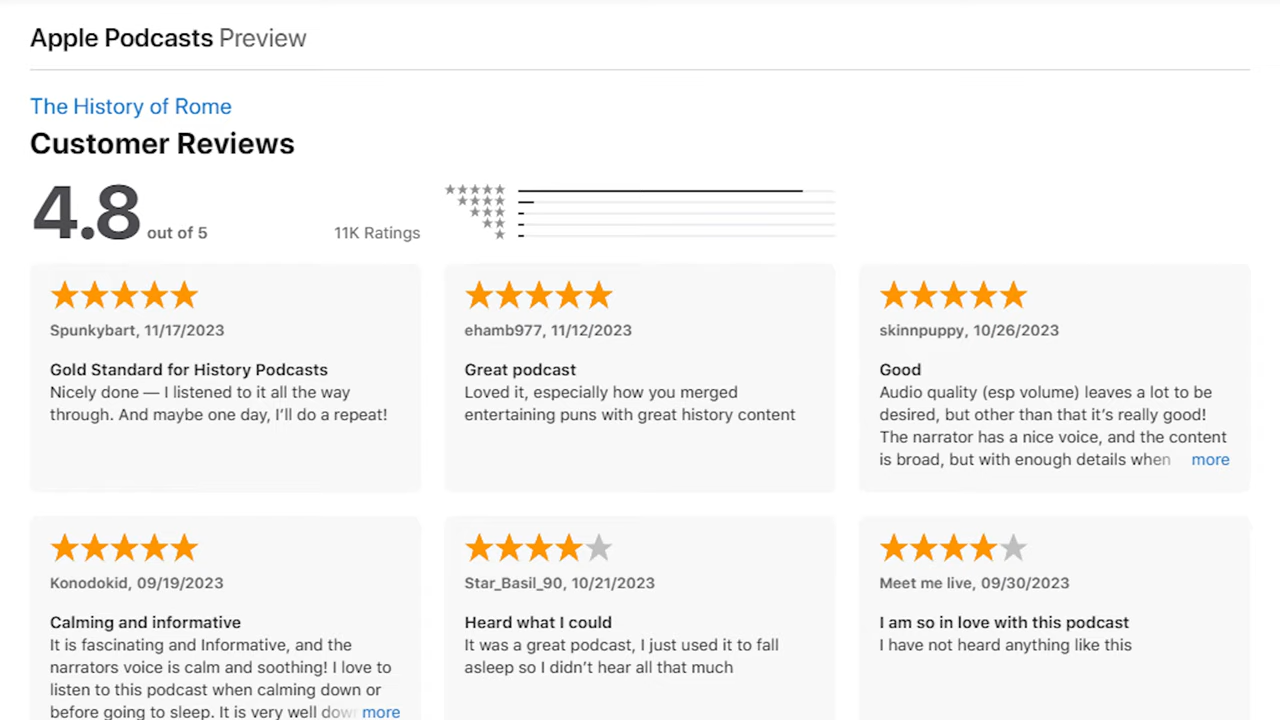 Apple Podcasts Preview
The History of Rome
Customer Reviews
4.8 out of 5
11K Ratings
Spunkybart, 11/17/2023
Gold Standard for History Podcasts
Nicely done — I listened to it all the way
through. And maybe one day, I’ll do a repeat!
ehamb977, 11/12/2023
Great podcast
Loved it, especially how you merged
entertaining puns with great history content
skinnpuppy, 10/26/2023
Good
Audio quality (esp volume) leaves a lot to be
desired, but other than that it’s really good!
The narrator has a nice voice, and the content
is broad, but with enough details when more
Konodokid, 09/19/2023
Calming and informative
It is fascinating and Informative, and the
narrators voice is calm and soothing! I love to
listen to this podcast when calming down or
before going to sleep. It is very well dow more
Star_Basil_90, 10/21/2023
Heard what I could
It was a great podcast, I just used it to fall
asleep so I didn’t hear all that much
Meet me live, 09/30/2023
I am so in love with this podcast
I have not heard anything like this